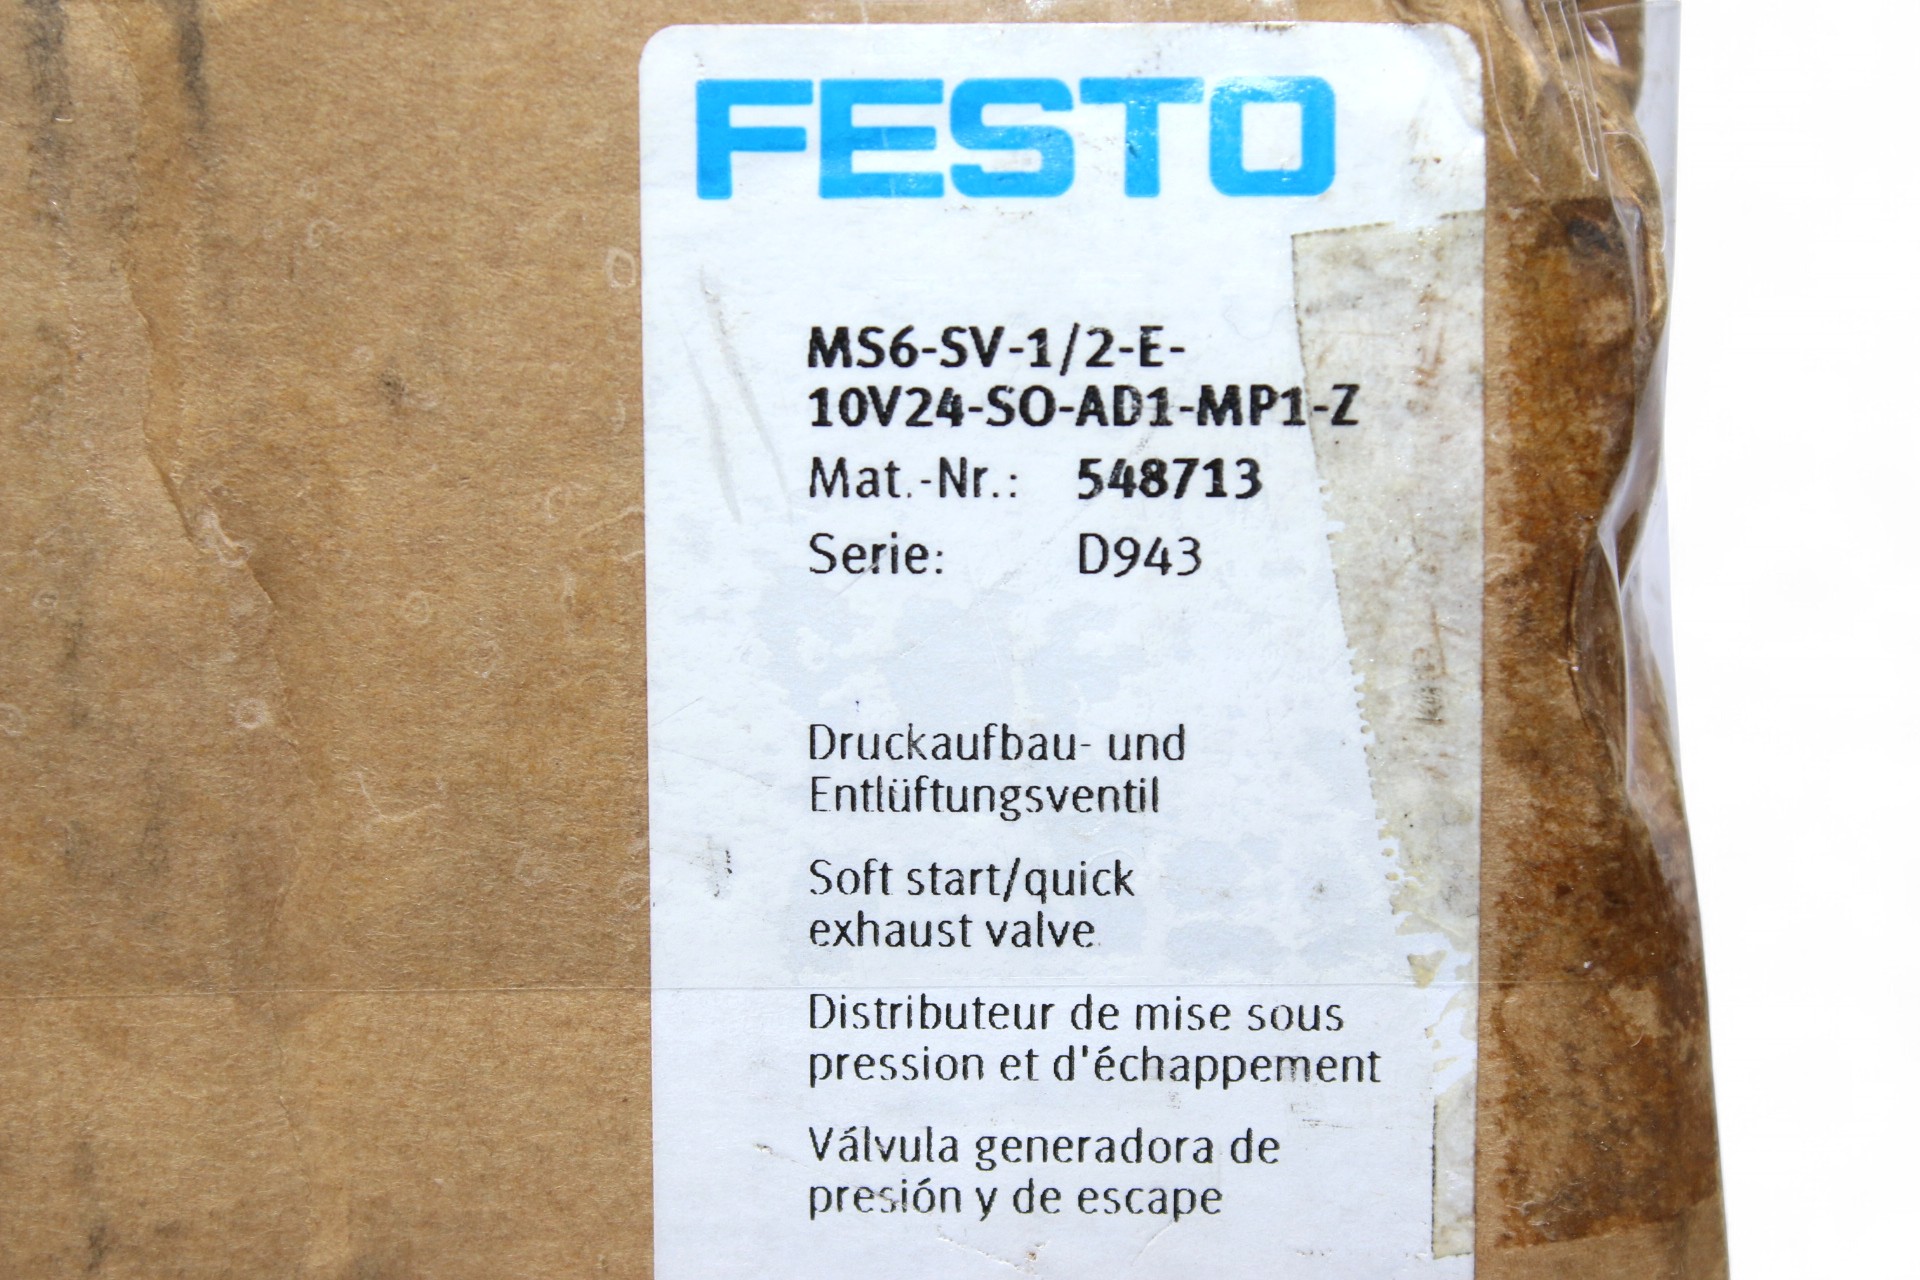 FESTO
MS6-SV-1/2-E-
10V24-SO-AD1-MP1-Z
Mat.-Nr.: 548713
Serie: D943
Druckaufbau- und
Entlüftungsventil
Soft start/quick
exhaust valve
Distributeur de mise sous
pression et d'échappement
Válvula generadora de
presión y de escape